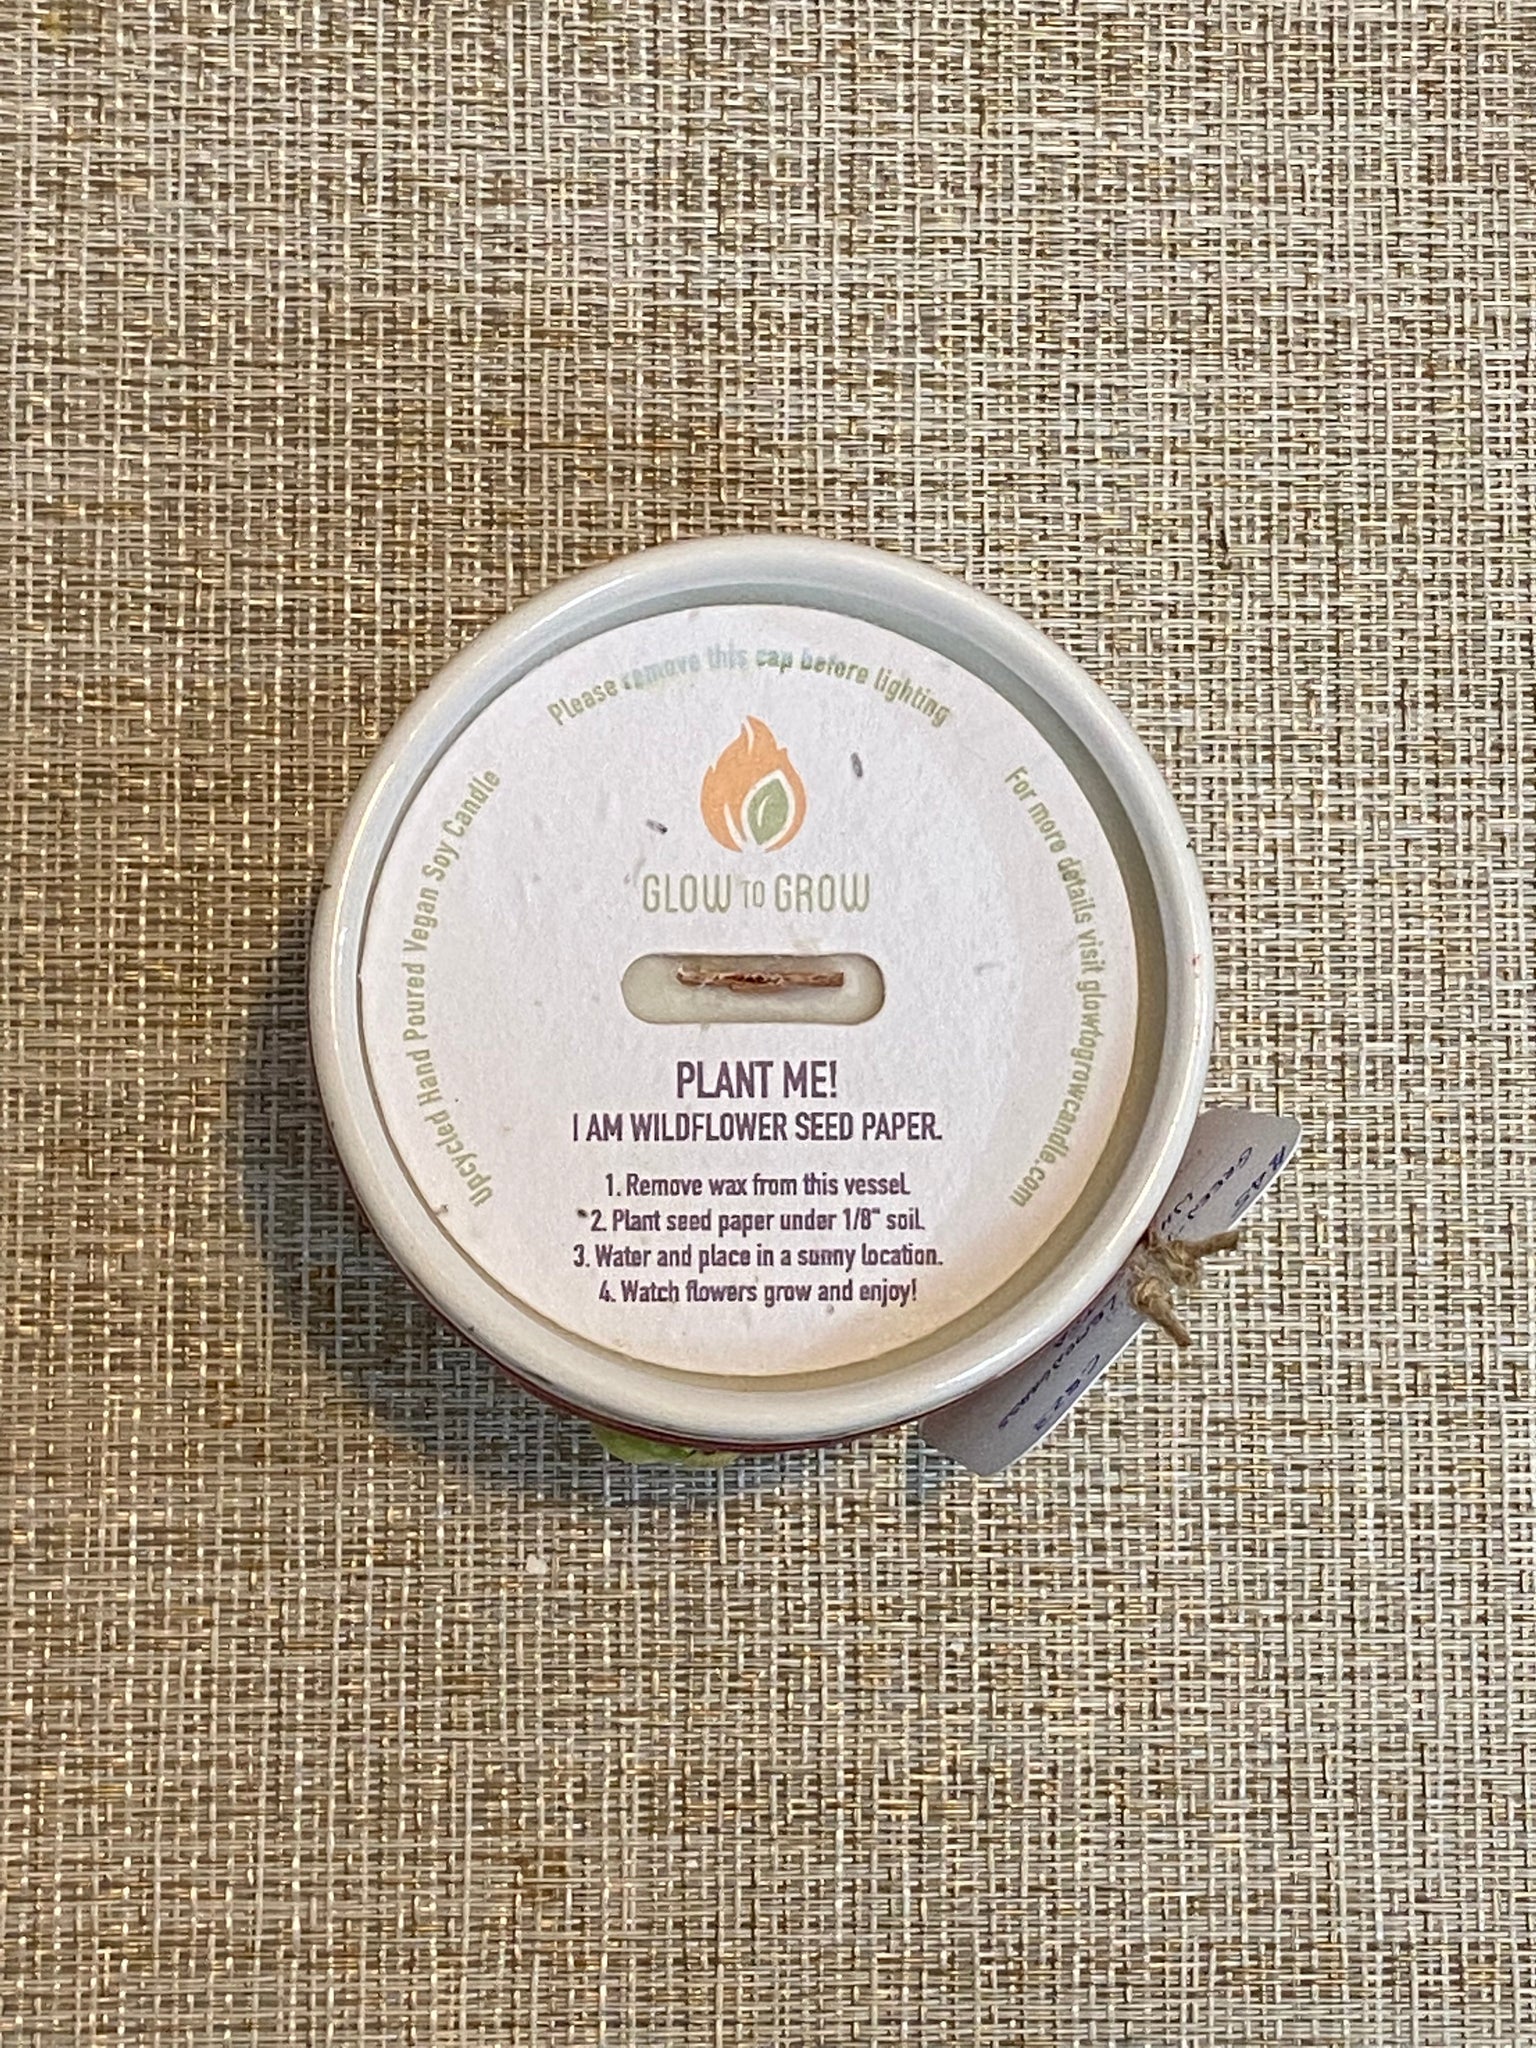 Please remove this cap before lighting
Upcycled Hand Poured Vegan Soy Candle
For more details visit glowtogrowcandle.com
GLOW TO GROW
PLANT ME!
I AM WILDFLOWER SEED PAPER.
1. Remove wax from this vessel.
2. Plant seed paper under 1/8" soil.
3. Water and place in a sunny location.
4. Watch flowers grow and enjoy!